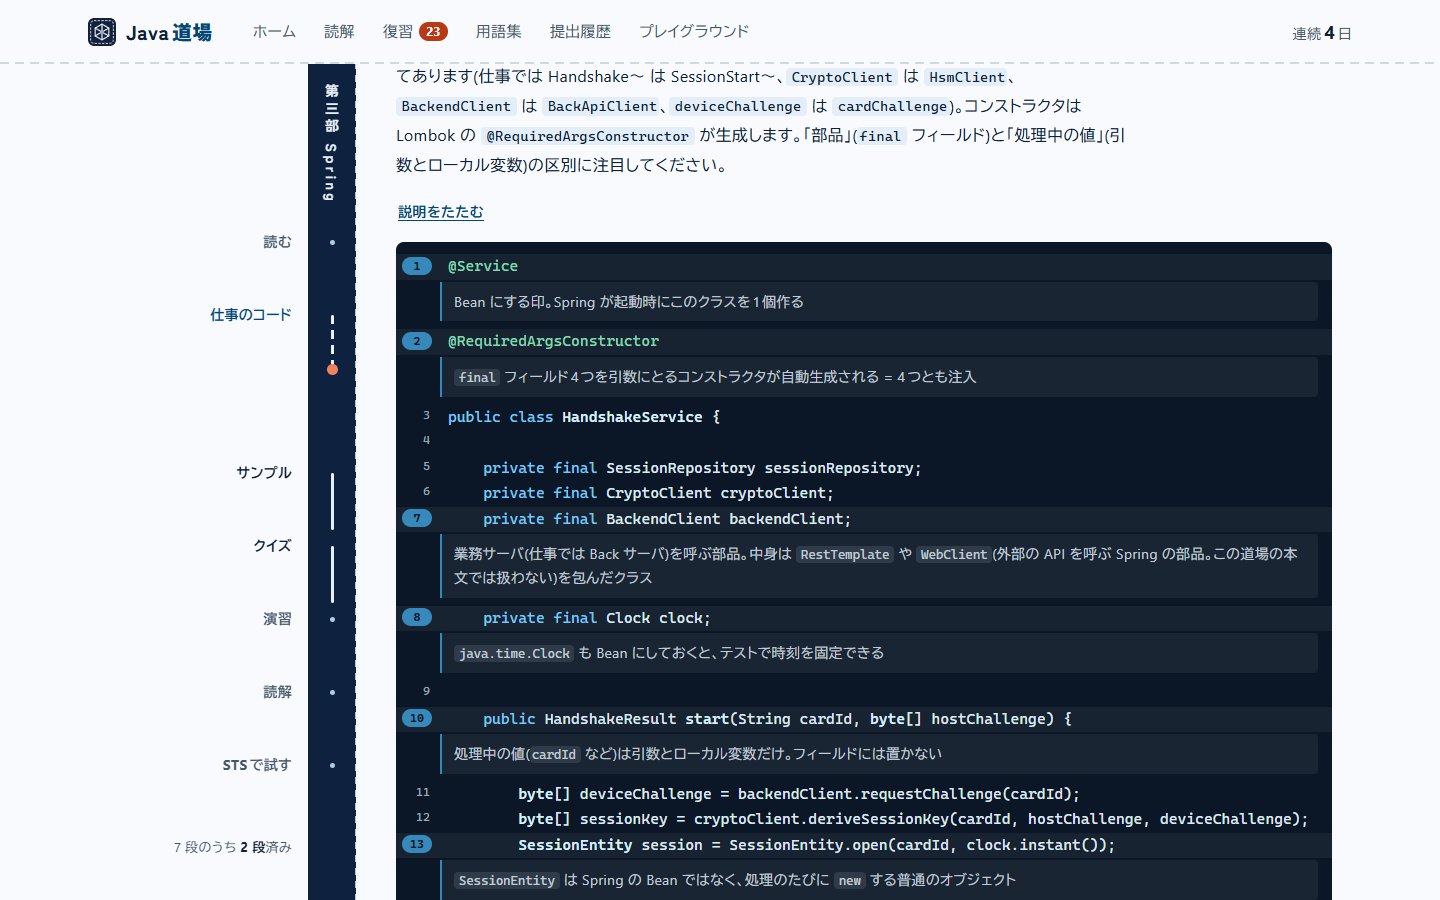 Java 道場
ホーム 読解 復習 23 用語集 提出履歴 プレイグラウンド
連続 4 日
第三部 Spring
読む
仕事のコード
サンプル
クイズ
演習
読解
STS で試す
7 段のうち 2 段済み
てあります(仕事では Handshake〜 は SessionStart〜、CryptoClient は HsmClient、
BackendClient は BackApiClient、deviceChallenge は cardChallenge)。コンストラクタは
Lombok の @RequiredArgsConstructor が生成します。「部品」(final フィールド)と「処理中の値」(引
数とローカル変数)の区別に注目してください。
説明をたたむ
1 @Service
Bean にする印。Spring が起動時にこのクラスを1個作る
2 @RequiredArgsConstructor
final フィールド4つを引数にとるコンストラクタが自動生成される = 4つとも注入
3 public class HandshakeService {
4
5 private final SessionRepository sessionRepository;
6 private final CryptoClient cryptoClient;
7 private final BackendClient backendClient;
業務サーバ(仕事では Back サーバ)を呼ぶ部品。中身は RestTemplate や WebClient(外部の API を呼ぶ Spring の部品。この道場の本
文では扱わない)を包んだクラス
8 private final Clock clock;
java.time.Clock も Bean にしておくと、テストで時刻を固定できる
9
10 public HandshakeResult start(String cardId, byte[] hostChallenge) {
処理中の値(cardId など)は引数とローカル変数だけ。フィールドには置かない
11 byte[] deviceChallenge = backendClient.requestChallenge(cardId);
12 byte[] sessionKey = cryptoClient.deriveSessionKey(cardId, hostChallenge, deviceChallenge);
13 SessionEntity session = SessionEntity.open(cardId, clock.instant());
SessionEntity は Spring の Bean ではなく、処理のたびに new する普通のオブジェクト